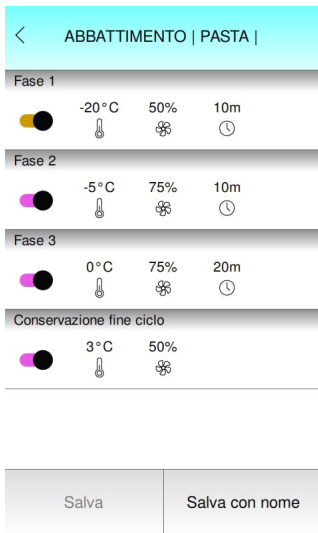 ABBATTIMENTO | PASTA |
Fase 1
-20°C 50% 10m
Fase 2
-5°C 75% 10m
Fase 3
0°C 75% 20m
Conservazione fine ciclo
3°C 50%
Salva Salva con nome